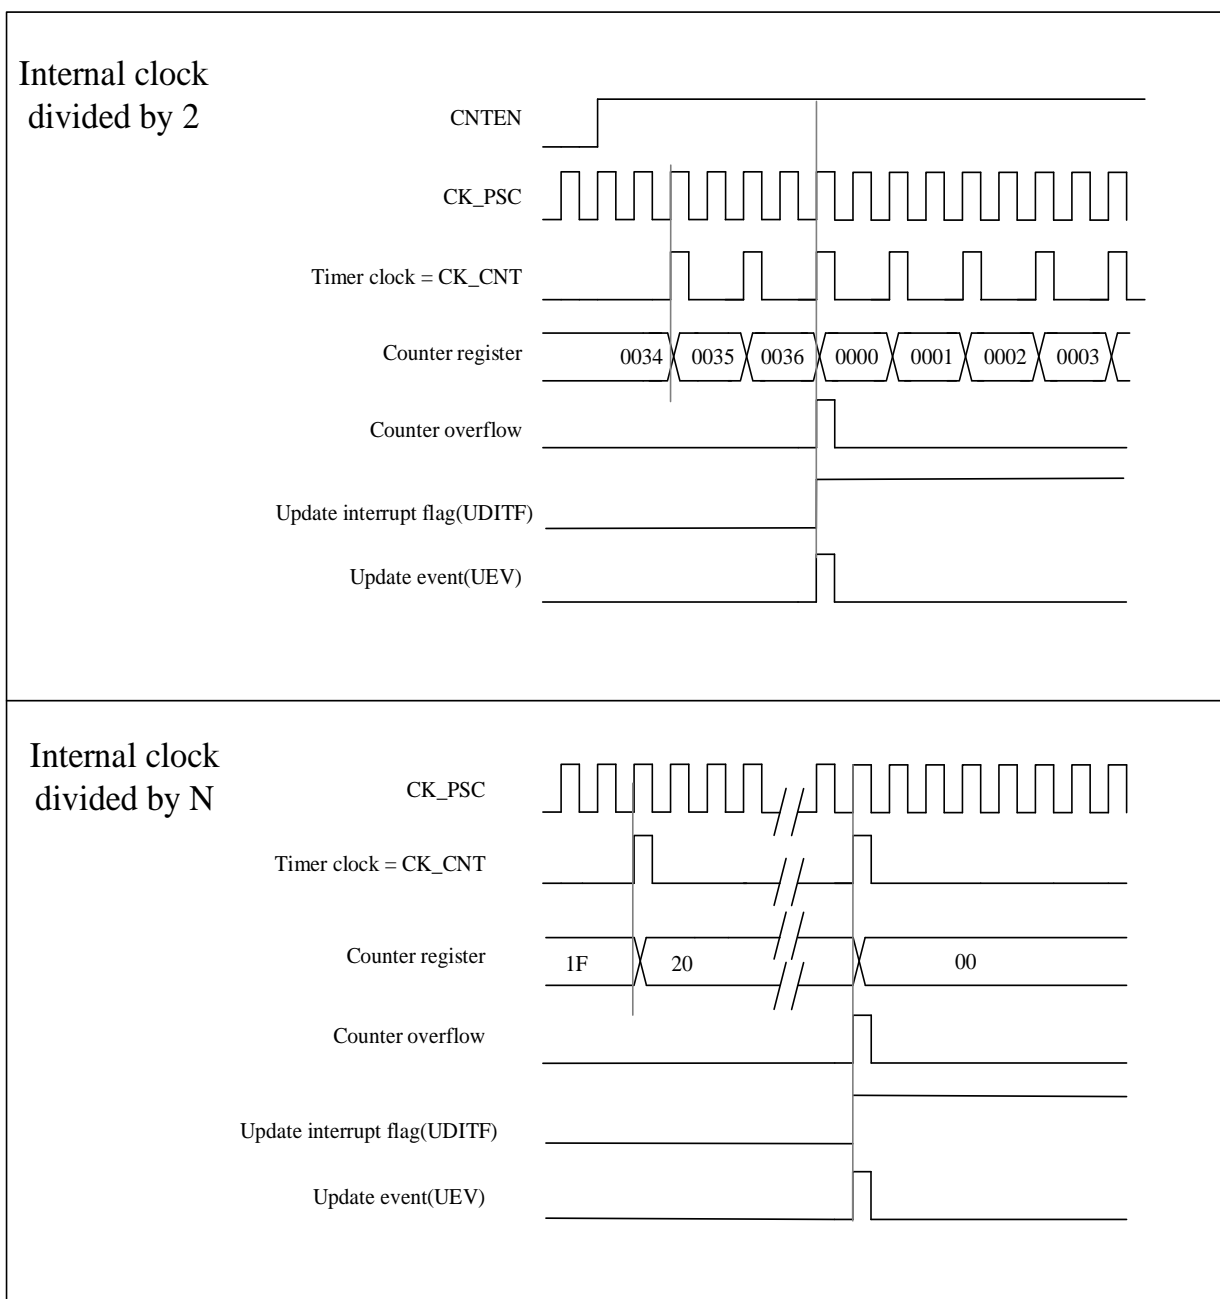 Internal clock
divided by 2
CNTEN
CK_PSC
Timer clock = CK_CNT
Counter register
0034 0035 0036 0000 0001 0002 0003
Counter overflow
Update interrupt flag(UDITF)
Update event(UEV)
Internal clock
divided by N
CK_PSC
Timer clock = CK_CNT
Counter register
1F 20 00
Counter overflow
Update interrupt flag(UDITF)
Update event(UEV)